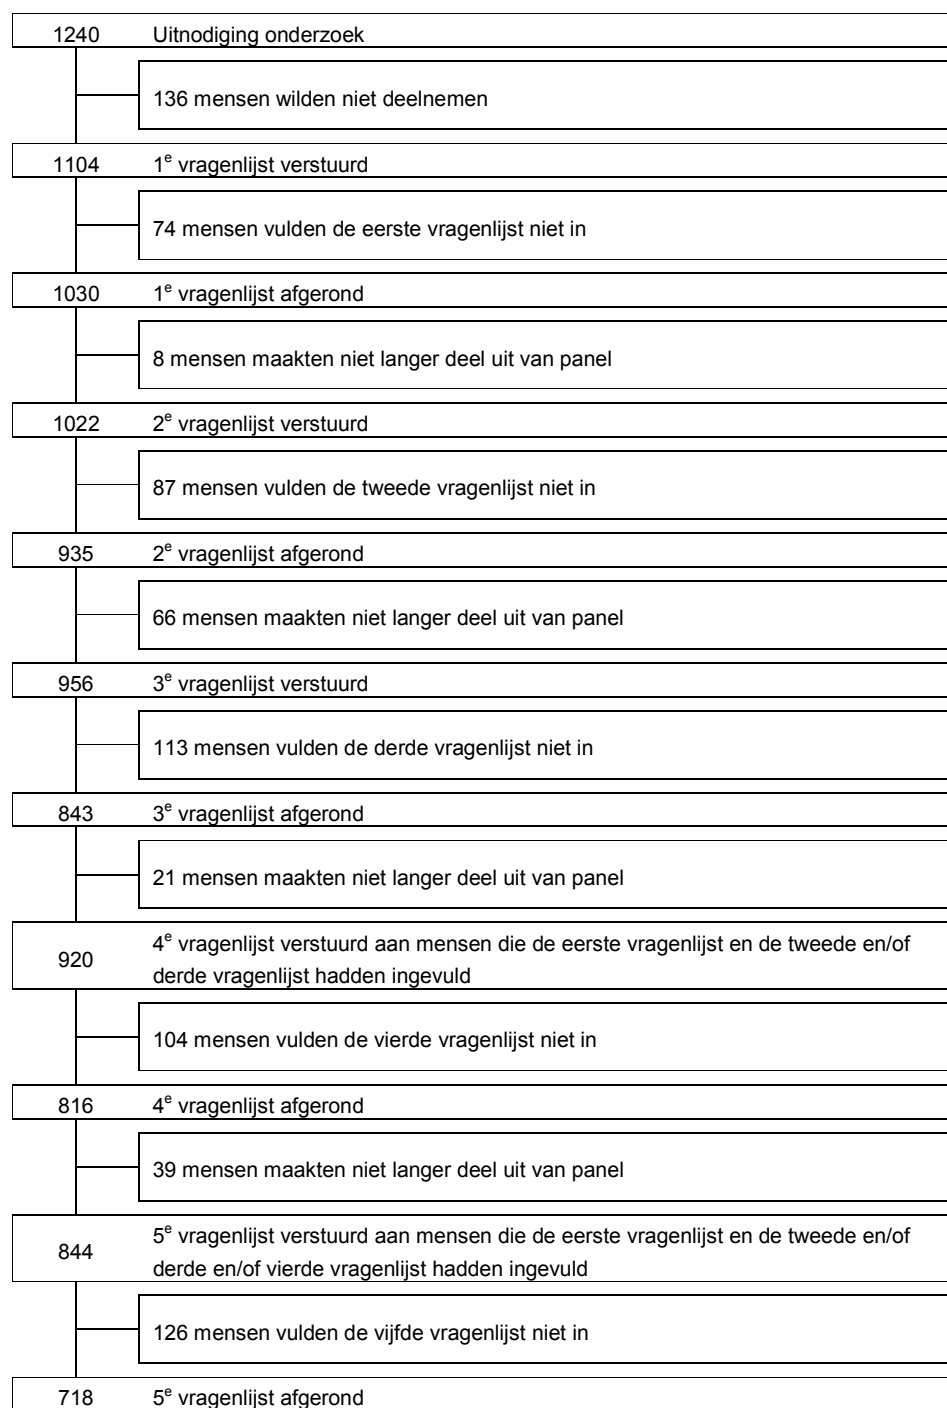 1240 Uitnodiging onderzoek
136 mensen wilden niet deelnemen
1104 1e vragenlijst verstuurd
74 mensen vulden de eerste vragenlijst niet in
1030 1e vragenlijst afgerond
8 mensen maakten niet langer deel uit van panel
1022 2e vragenlijst verstuurd
87 mensen vulden de tweede vragenlijst niet in
935 2e vragenlijst afgerond
66 mensen maakten niet langer deel uit van panel
956 3e vragenlijst verstuurd
113 mensen vulden de derde vragenlijst niet in
843 3e vragenlijst afgerond
21 mensen maakten niet langer deel uit van panel
920 4e vragenlijst verstuurd aan mensen die de eerste vragenlijst en de tweede en/of
derde vragenlijst hadden ingevuld
104 mensen vulden de vierde vragenlijst niet in
816 4e vragenlijst afgerond
39 mensen maakten niet langer deel uit van panel
844 5e vragenlijst verstuurd aan mensen die de eerste vragenlijst en de tweede en/of
derde en/of vierde vragenlijst hadden ingevuld
126 mensen vulden de vijfde vragenlijst niet in
718 5e vragenlijst afgerond